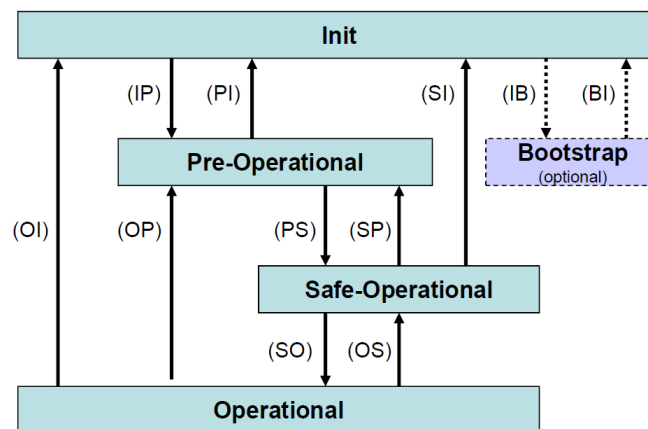 Init
(IP) (PI) (SI) (IB) (BI)
Pre-Operational
Bootstrap
(optional)
(OI) (OP) (PS) (SP)
Safe-Operational
(SO) (OS)
Operational